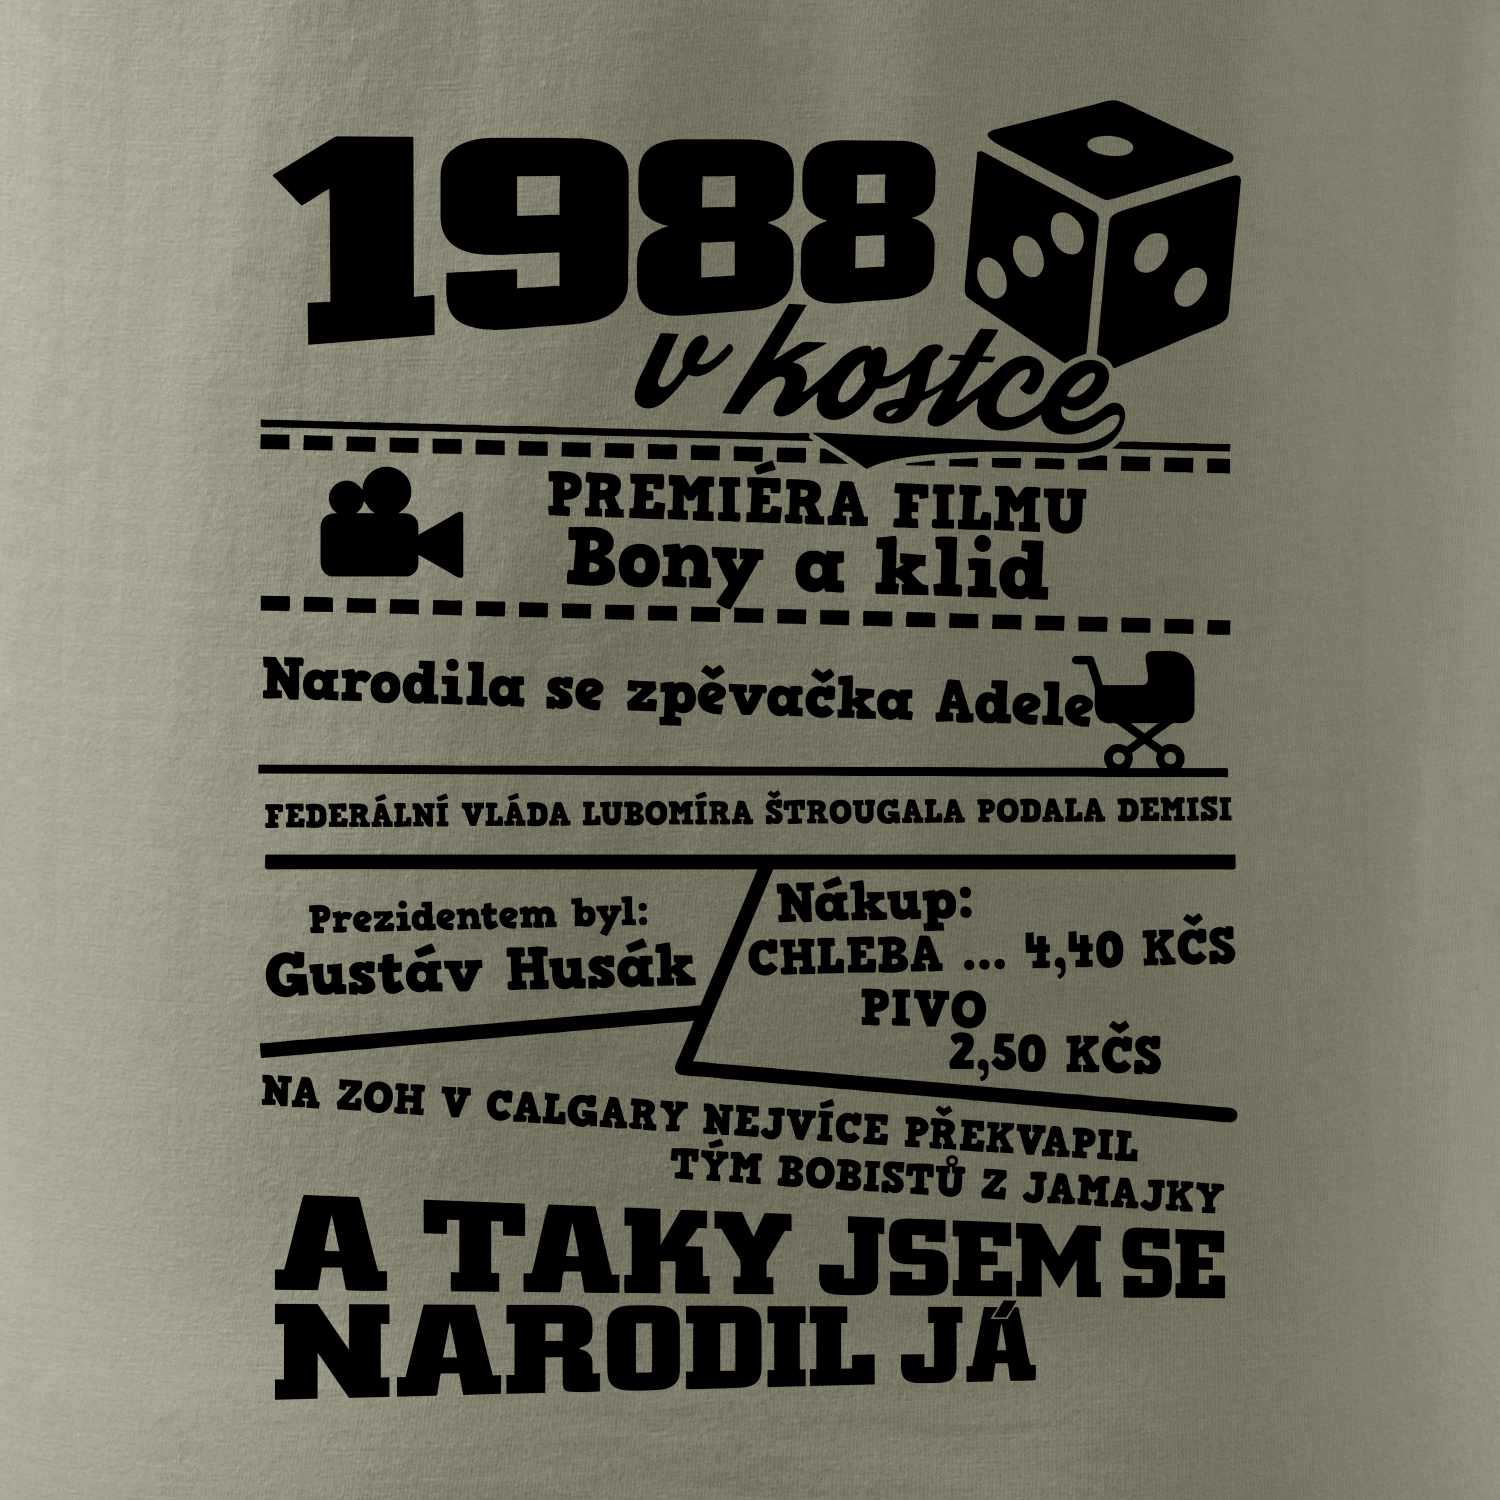 1988
v kostce
PREMIÉRA FILMU
Bony a klid
Narodila se zpěvačka Adele
FEDERÁLNÍ VLÁDA LUBOMÍRA ŠTROUGALA PODALA DEMISI
Prezidentem byl:
Gustáv Husák
Nákup:
CHLEBA ... 4,40 KČS
PIVO
2,50 KČS
NA ZOH V CALGARY NEJVÍCE PŘEKVAPIL
TÝM BOBISTŮ Z JAMAJKY
A TAKY JSEM SE
NARODIL JÁ